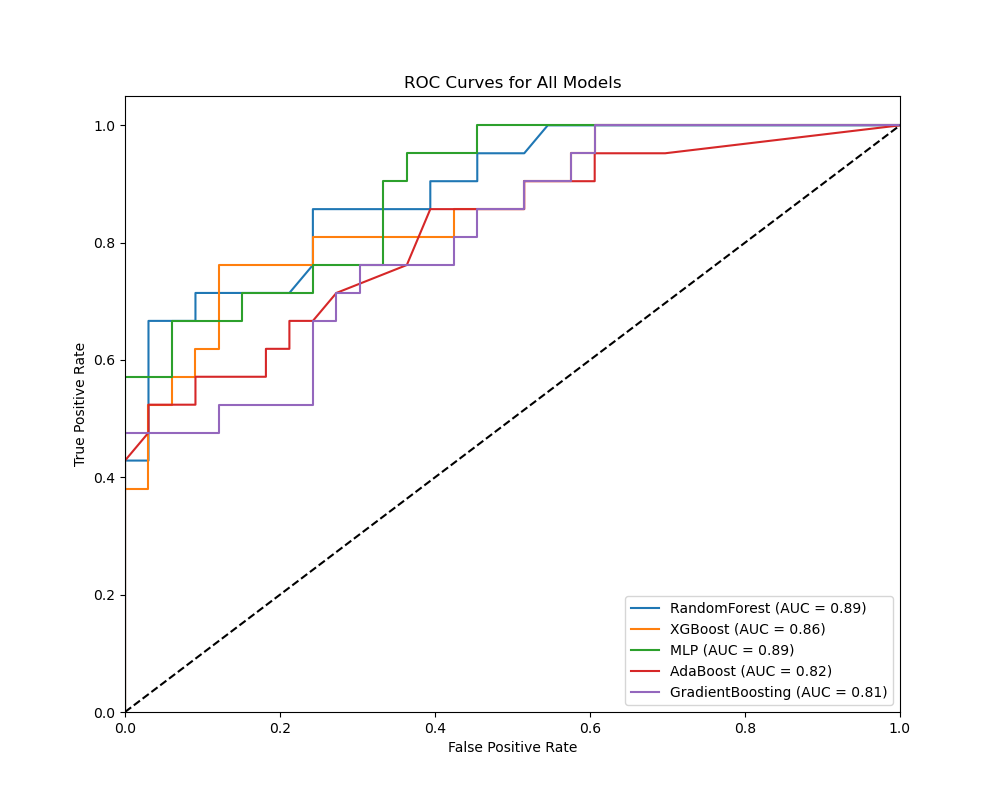 ROC Curves for All Models
True Positive Rate
1.0
0.8
0.6
0.4
0.2
0.0
0.0 0.2 0.4 0.6 0.8 1.0
False Positive Rate
RandomForest (AUC = 0.89)
XGBoost (AUC = 0.86)
MLP (AUC = 0.89)
AdaBoost (AUC = 0.82)
GradientBoosting (AUC = 0.81)